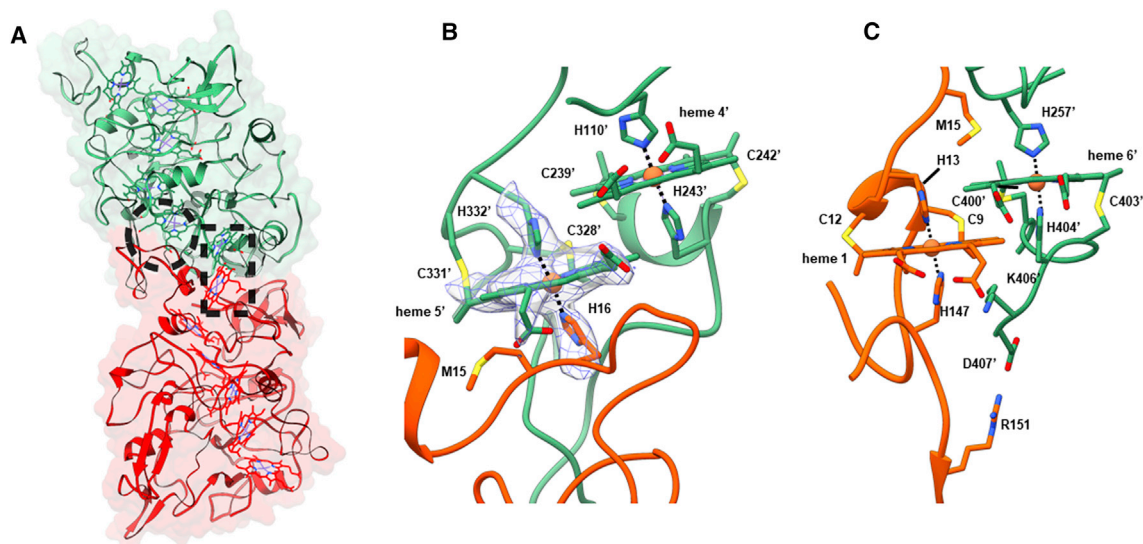 A
B
C
H110'
heme 4'
C239'
C242'
H332'
H243'
C328'
C331'
heme 5'
H16
M15
H257'
M15
H13
heme 6'
C12
C400'
C9
C403'
H404'
heme 1
K406'
H147
D407'
R151